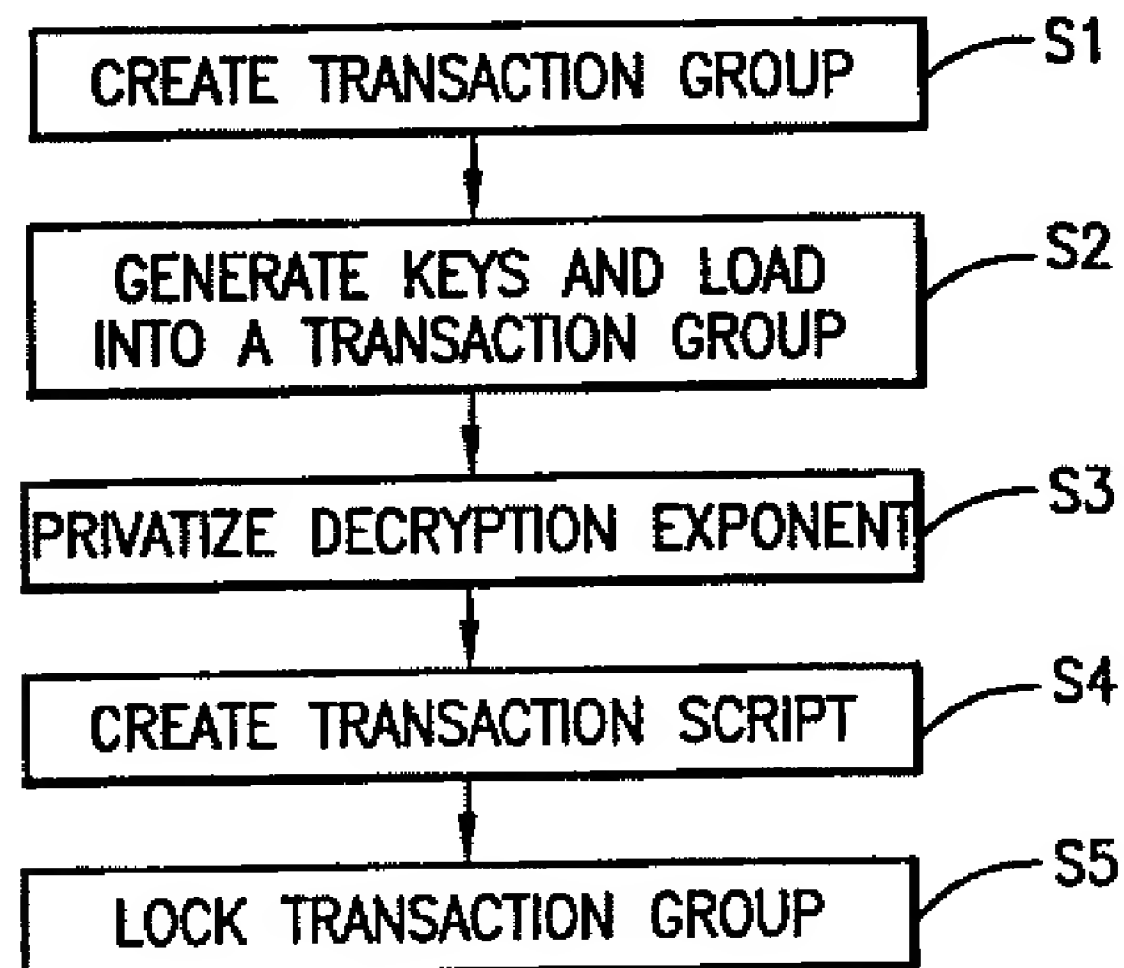 CREATE TRANSACTION GROUP
S1
GENERATE KEYS AND LOAD
INTO A TRANSACTION GROUP
S2
PRIVATIZE DECRYPTION EXPONENT
S3
CREATE TRANSACTION SCRIPT
S4
LOCK TRANSACTION GROUP
S5